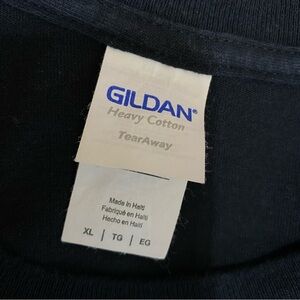 GILDAN®
Heavy Cotton
TearAway
Made in Haiti
Fabriqué en Haïti
Hecho en Haití
XL | TG | EG